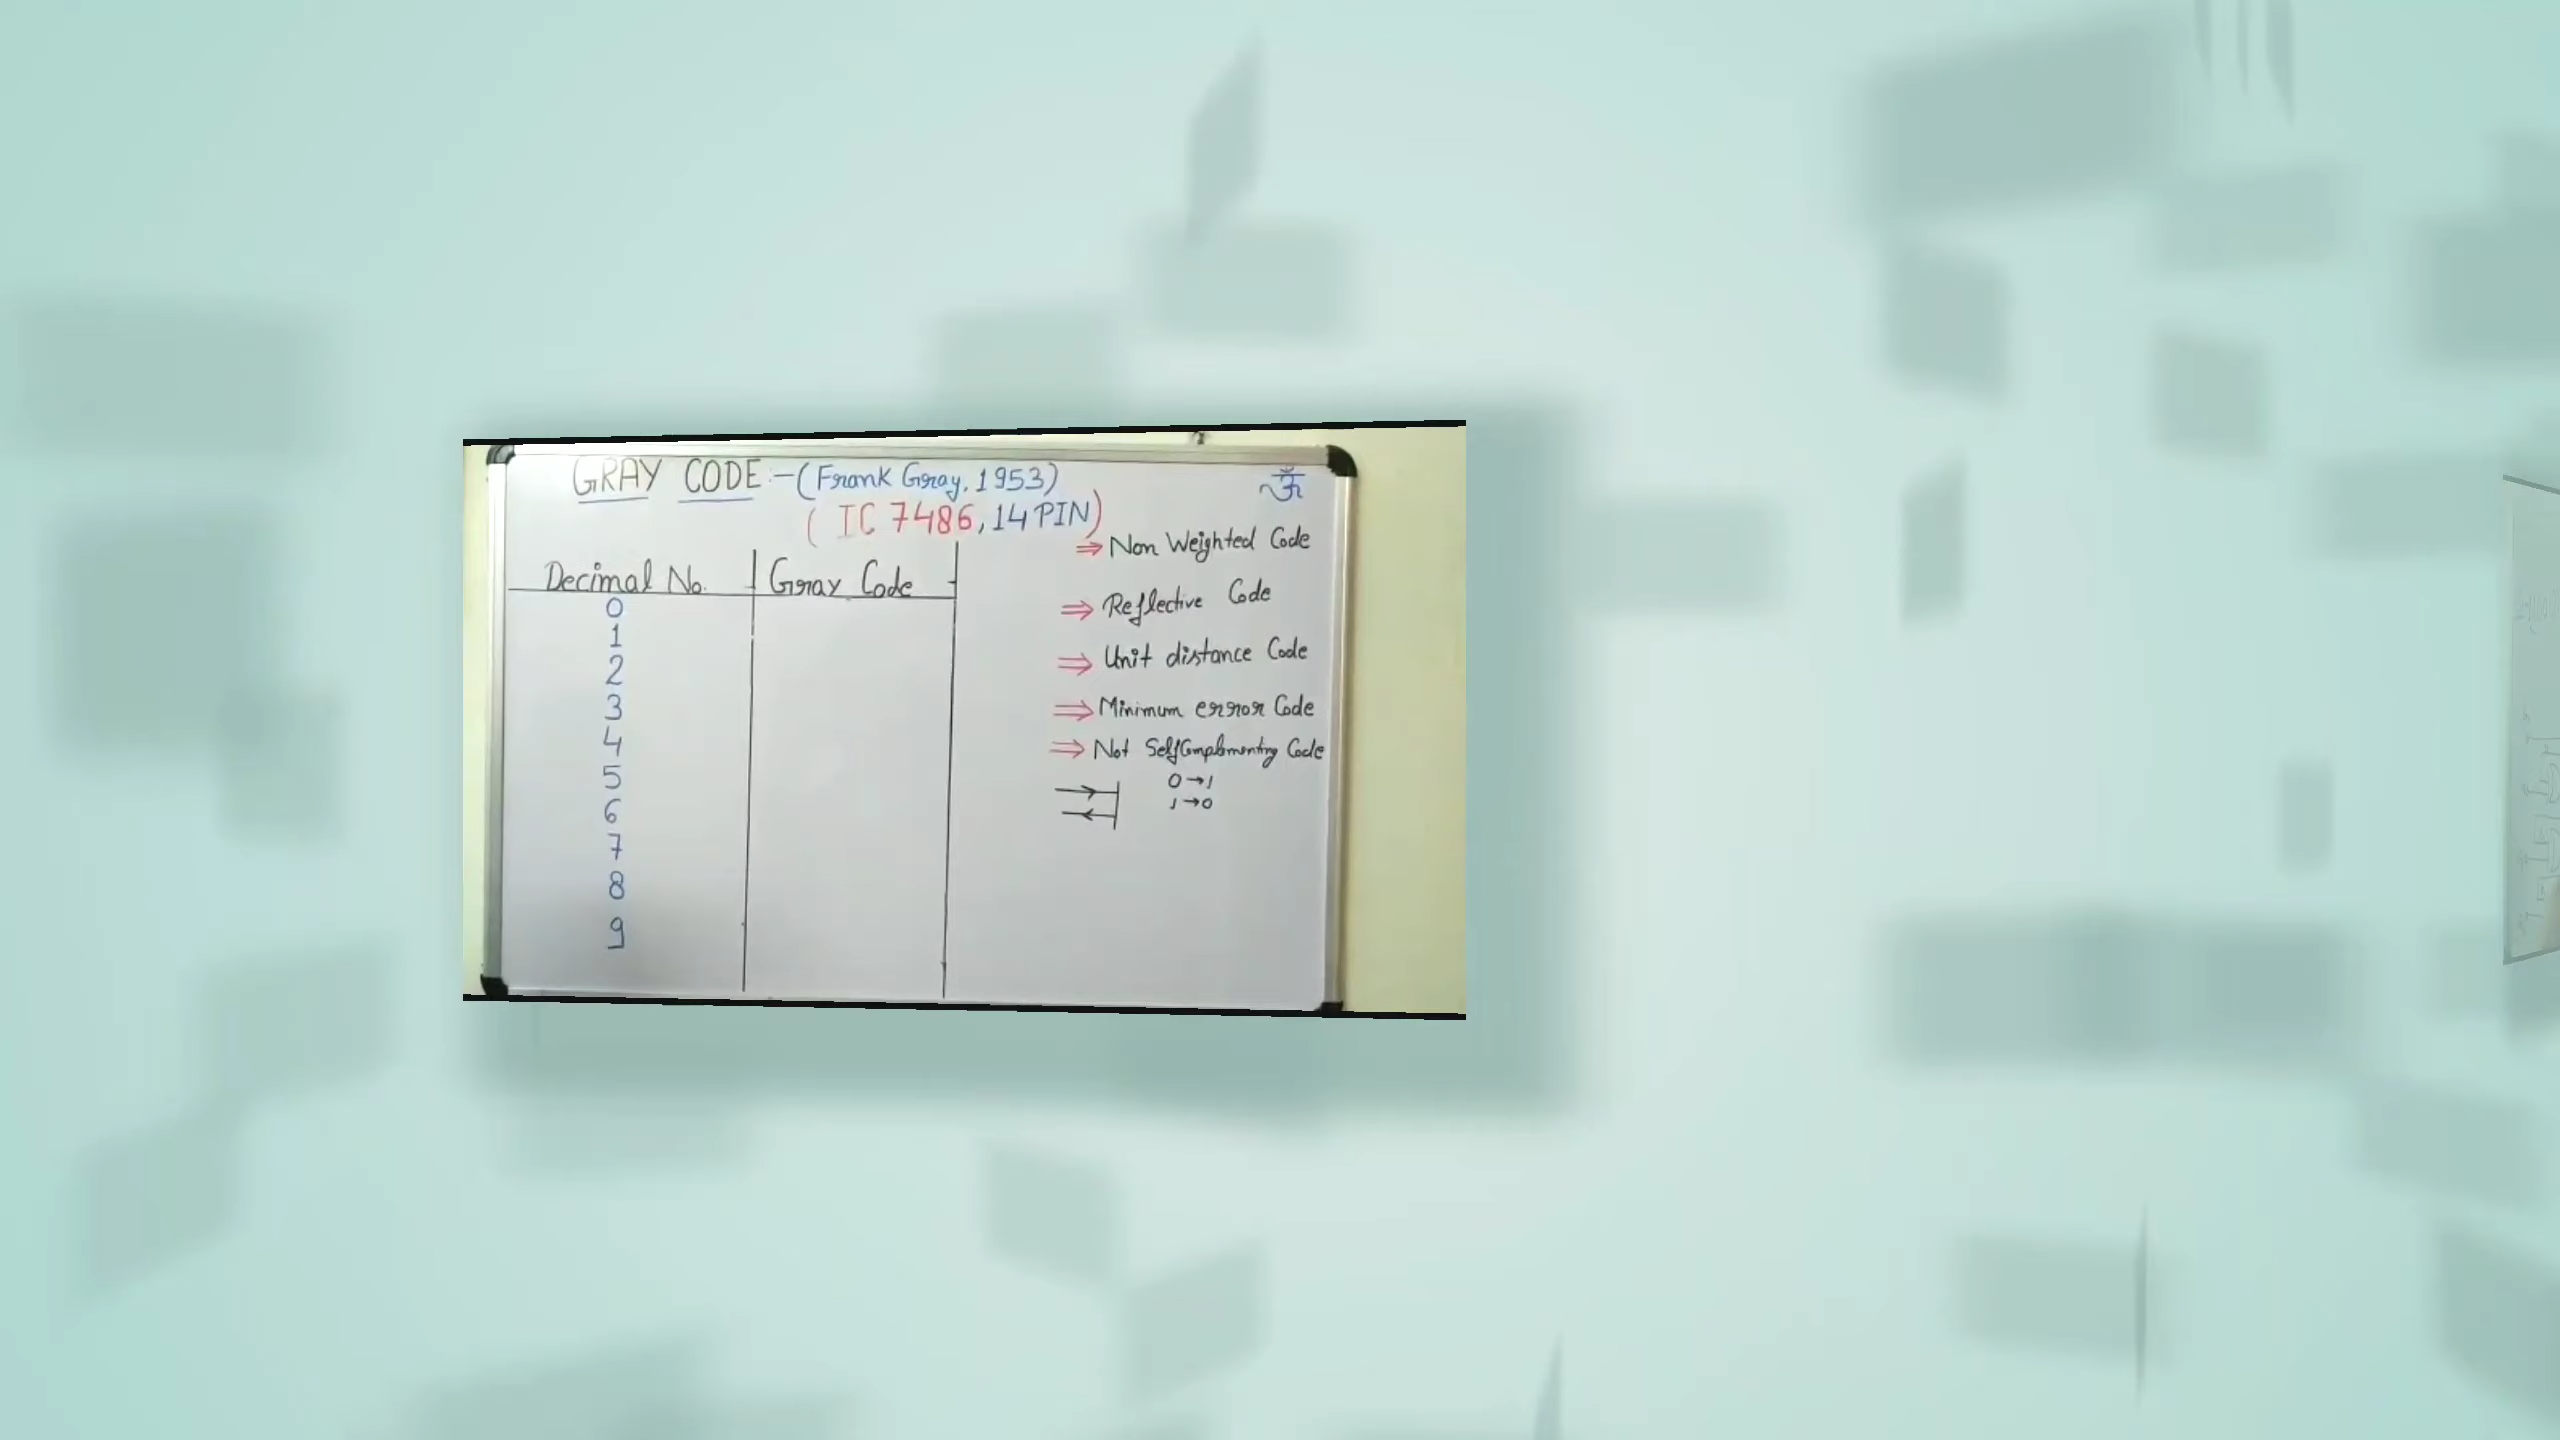 GRAY CODE :- (Frank Gray, 1953)
ॐ
( IC 7486, 14 PIN)
Decimal No. Gray Code
0
1
2
3
4
5
6
7
8
9
⇒ Non Weighted Code
⇒ Reflective Code
⇒ Unit distance Code
⇒ Minimum error Code
⇒ Not SelfComplementing Code
0→1
1→0